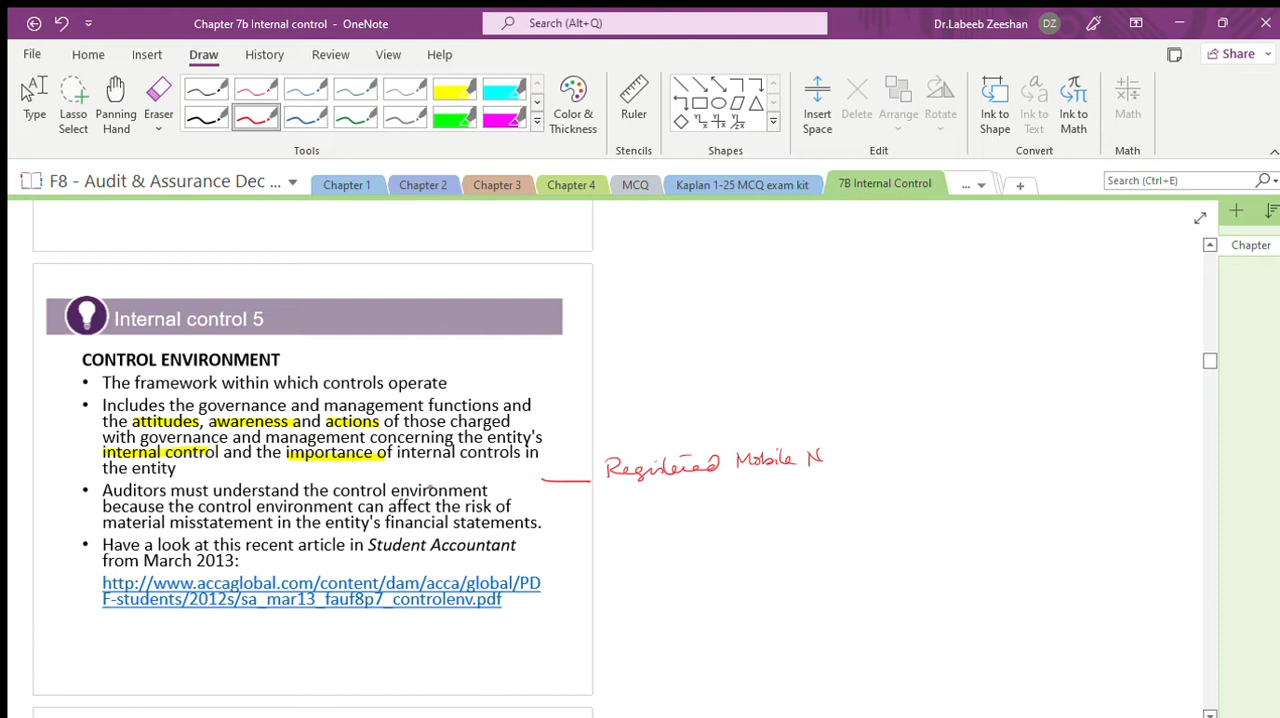 Chapter 7b Internal control - OneNote
Search (Alt+Q)
Dr.Labeeb Zeeshan
DZ
File
Home
Insert
Draw
History
Review
View
Help
Share
Type
Lasso Select
Panning Hand
Eraser
Color & Thickness
Ruler
Insert Space
Delete
Arrange
Rotate
Ink to Shape
Ink to Text
Ink to Math
Math
Tools
Stencils
Shapes
Edit
Convert
Math
F8 - Audit & Assurance Dec ...
Chapter 1
Chapter 2
Chapter 3
Chapter 4
MCQ
Kaplan 1-25 MCQ exam kit
7B Internal Control
...
Search (Ctrl+E)
Chapter
Internal control 5
CONTROL ENVIRONMENT
• The framework within which controls operate
• Includes the governance and management functions and
the attitudes, awareness and actions of those charged
with governance and management concerning the entity's
internal control and the importance of internal controls in
the entity
Registered Mobile N
• Auditors must understand the control environment
because the control environment can affect the risk of
material misstatement in the entity's financial statements.
• Have a look at this recent article in Student Accountant
from March 2013:
http://www.accaglobal.com/content/dam/acca/global/PD
F-students/2012s/sa_mar13_fauf8p7_controlenv.pdf